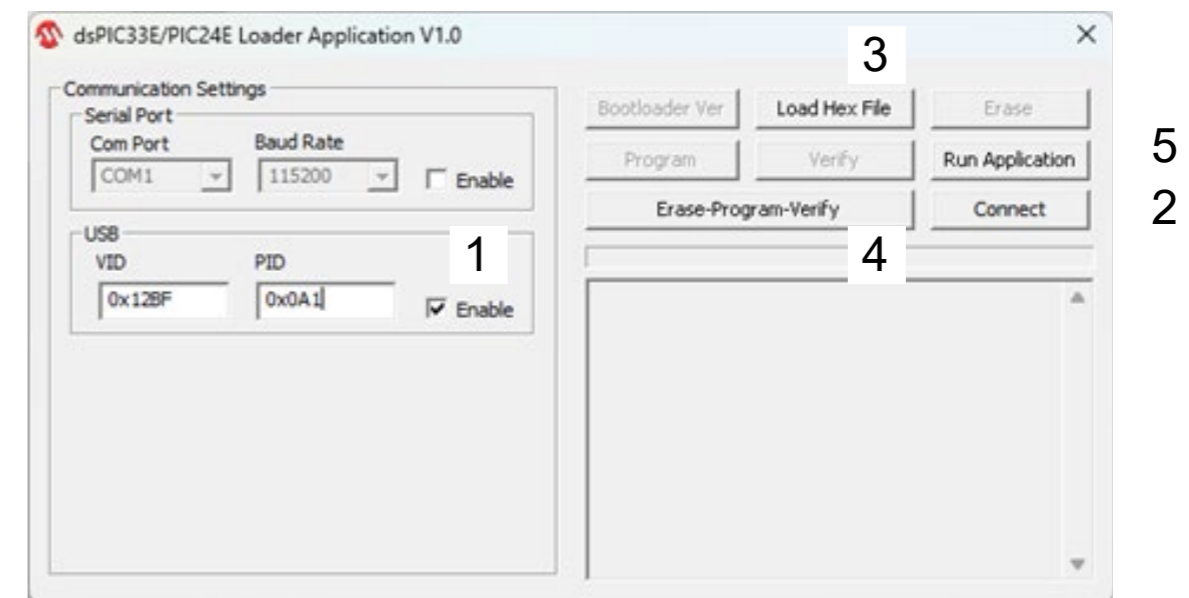 dsPIC33E/PIC24E Loader Application V1.0
3
Communication Settings
Serial Port
Com Port Baud Rate
COM1 115200 Enable
USB
VID PID
1
0x12BF 0x0A1 Enable
Bootloader Ver Load Hex File Erase
Program Verify Run Application
5
Erase-Program-Verify Connect
2
4